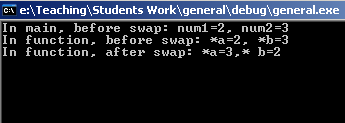 e:\Teaching\Students Work\general\debug\general.exe
In main, before swap: num1=2, num2=3
In function, before swap: *a=2, *b=3
In function, after swap: *a=3,* b=2